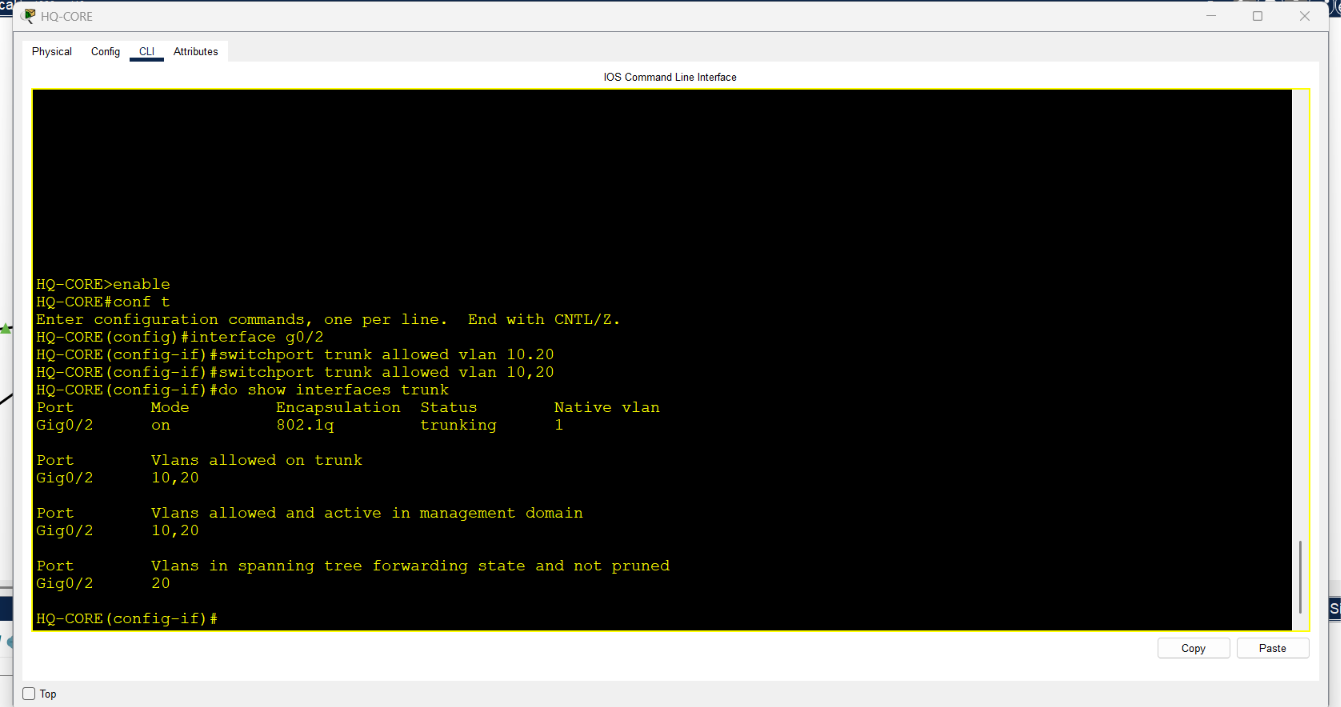 HQ-CORE
Physical Config CLI Attributes
IOS Command Line Interface
HQ-CORE>enable
HQ-CORE#conf t
Enter configuration commands, one per line.  End with CNTL/Z.
HQ-CORE(config)#interface g0/2
HQ-CORE(config-if)#switchport trunk allowed vlan 10.20
HQ-CORE(config-if)#switchport trunk allowed vlan 10,20
HQ-CORE(config-if)#do show interfaces trunk
Port        Mode         Encapsulation  Status        Native vlan
Gig0/2      on           802.1q         trunking      1
Port        Vlans allowed on trunk
Gig0/2      10,20
Port        Vlans allowed and active in management domain
Gig0/2      10,20
Port        Vlans in spanning tree forwarding state and not pruned
Gig0/2      20
HQ-CORE(config-if)#
Copy Paste
Top